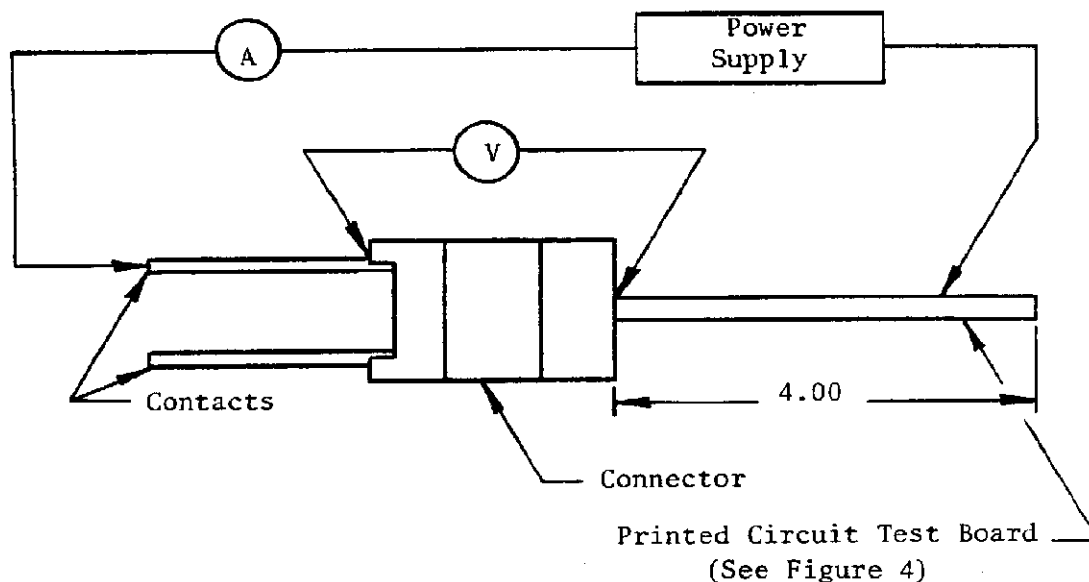 A
Power
Supply
V
Contacts
4.00
Connector
Printed Circuit Test Board
(See Figure 4)